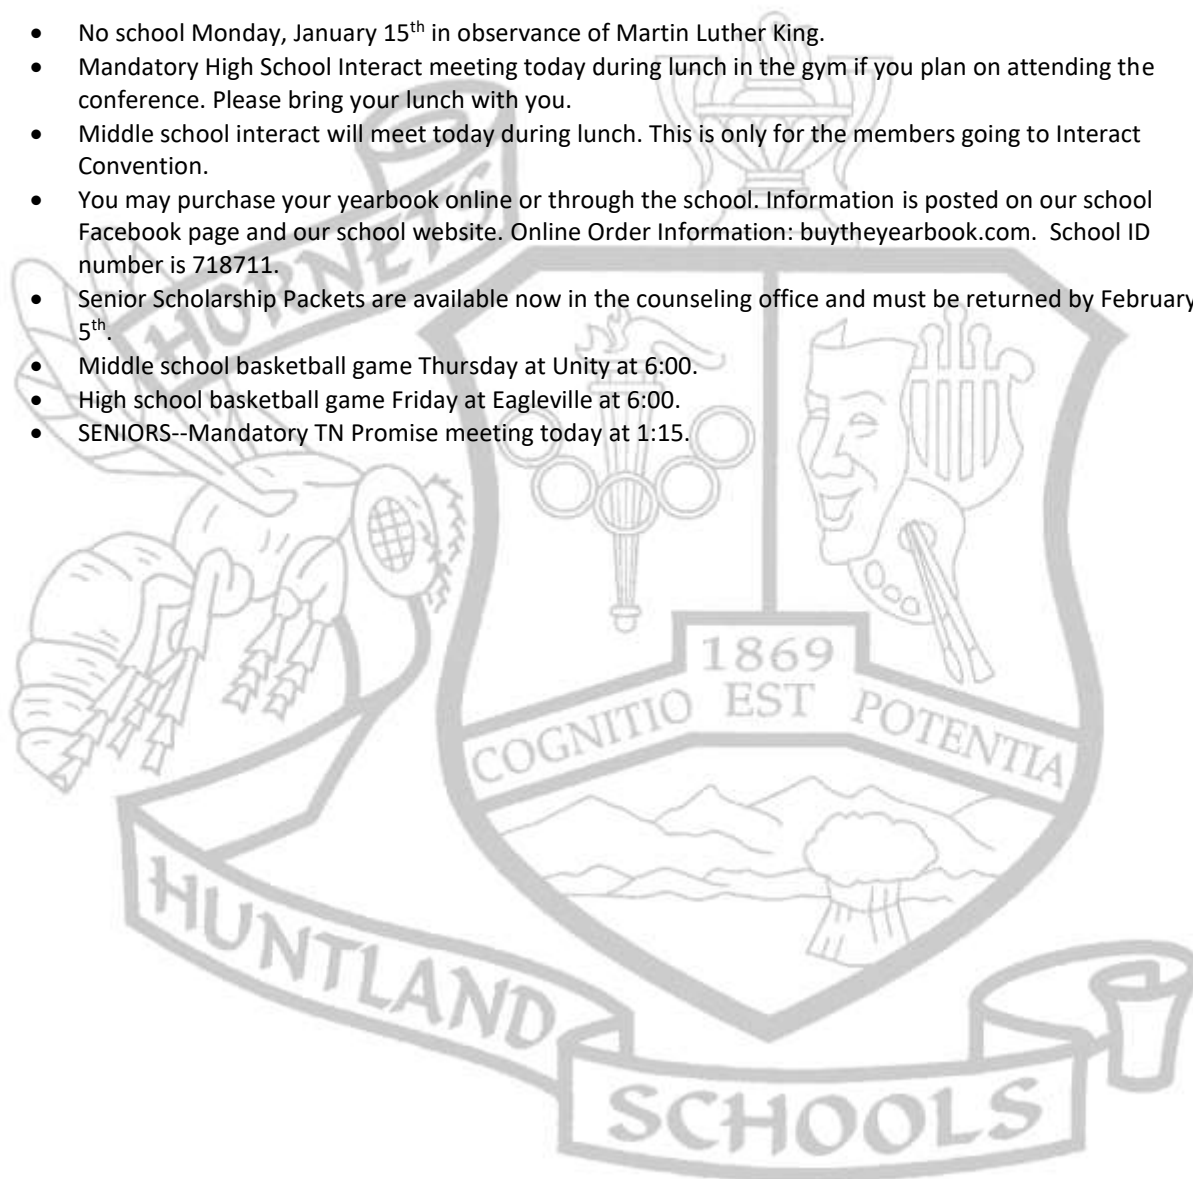 • No school Monday, January 15th in observance of Martin Luther King.
• Mandatory High School Interact meeting today during lunch in the gym if you plan on attending the
conference. Please bring your lunch with you.
• Middle school interact will meet today during lunch. This is only for the members going to Interact
Convention.
• You may purchase your yearbook online or through the school. Information is posted on our school
Facebook page and our school website. Online Order Information: buytheyearbook.com. School ID
number is 718711.
• Senior Scholarship Packets are available now in the counseling office and must be returned by February
5th.
• Middle school basketball game Thursday at Unity at 6:00.
• High school basketball game Friday at Eagleville at 6:00.
• SENIORS--Mandatory TN Promise meeting today at 1:15.
HORNETS
1869
COGNITIO EST POTENTIA
HUNTLAND
SCHOOLS